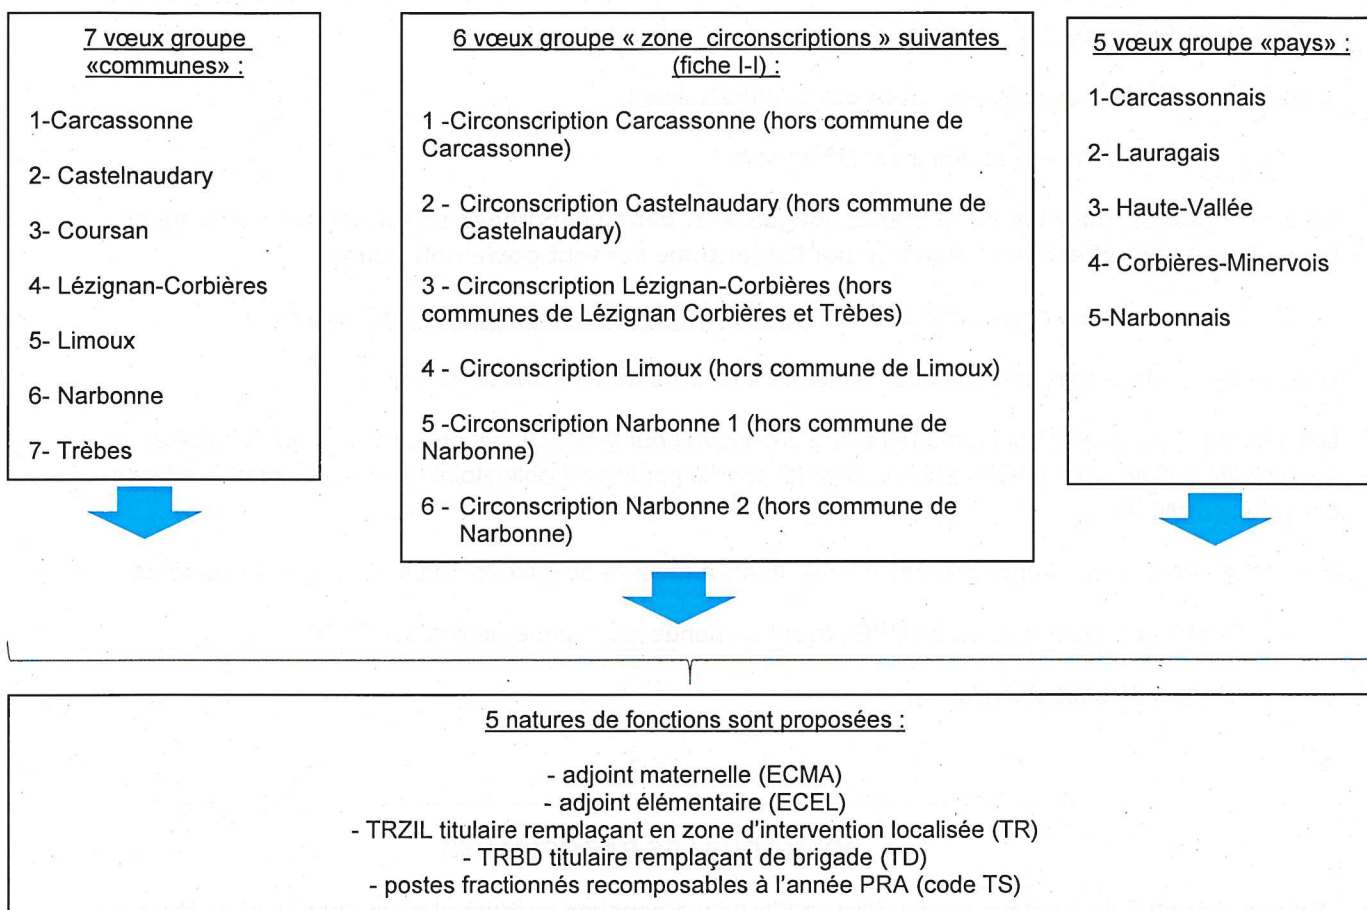 7 vœux groupe
«communes» :
1-Carcassonne
2- Castelnaudary
3- Coursan
4- Lézignan-Corbières
5- Limoux
6- Narbonne
7- Trèbes
6 vœux groupe « zone circonscriptions » suivantes
(fiche I-I) :
1 -Circonscription Carcassonne (hors commune de
Carcassonne)
2 - Circonscription Castelnaudary (hors commune de
Castelnaudary)
3 - Circonscription Lézignan-Corbières (hors
communes de Lézignan Corbières et Trèbes)
4 - Circonscription Limoux (hors commune de Limoux)
5 -Circonscription Narbonne 1 (hors commune de
Narbonne)
6 - Circonscription Narbonne 2 (hors commune de
Narbonne)
5 vœux groupe «pays» :
1-Carcassonnais
2- Lauragais
3- Haute-Vallée
4- Corbières-Minervois
5-Narbonnais
5 natures de fonctions sont proposées :
- adjoint maternelle (ECMA)
- adjoint élémentaire (ECEL)
- TRZIL titulaire remplaçant en zone d'intervention localisée (TR)
- TRBD titulaire remplaçant de brigade (TD)
- postes fractionnés recomposables à l'année PRA (code TS)